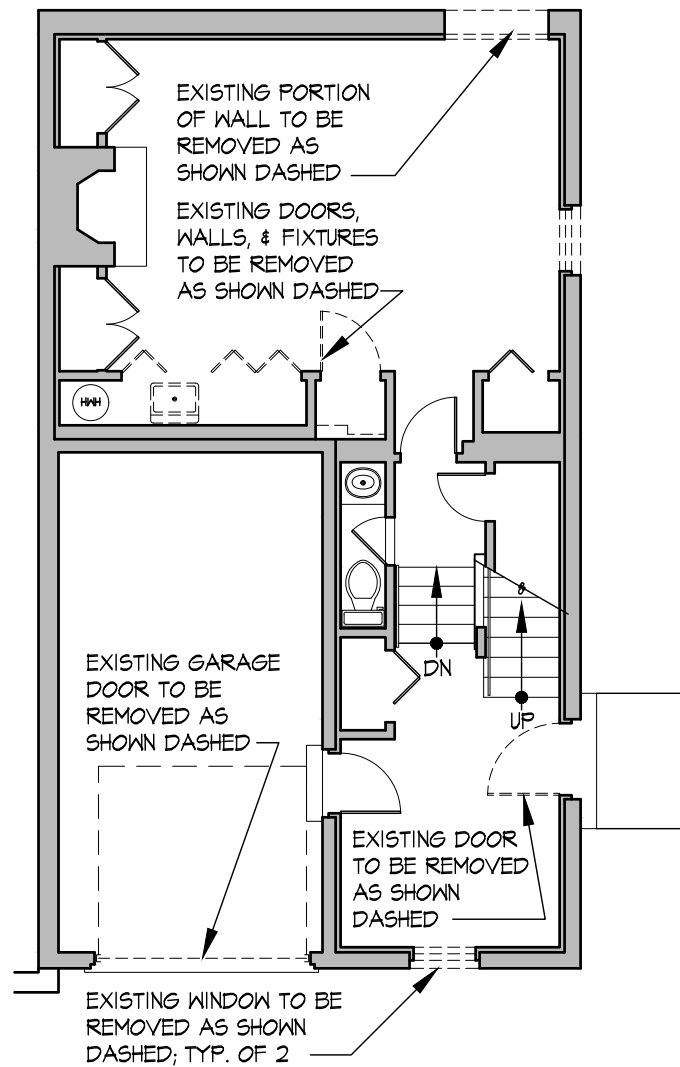 EXISTING PORTION
OF WALL TO BE
REMOVED AS
SHOWN DASHED
EXISTING DOORS,
WALLS, & FIXTURES
TO BE REMOVED
AS SHOWN DASHED
HWH
DN
UP
EXISTING GARAGE
DOOR TO BE
REMOVED AS
SHOWN DASHED
EXISTING DOOR
TO BE REMOVED
AS SHOWN
DASHED
EXISTING WINDOW TO BE
REMOVED AS SHOWN
DASHED; TYP. OF 2